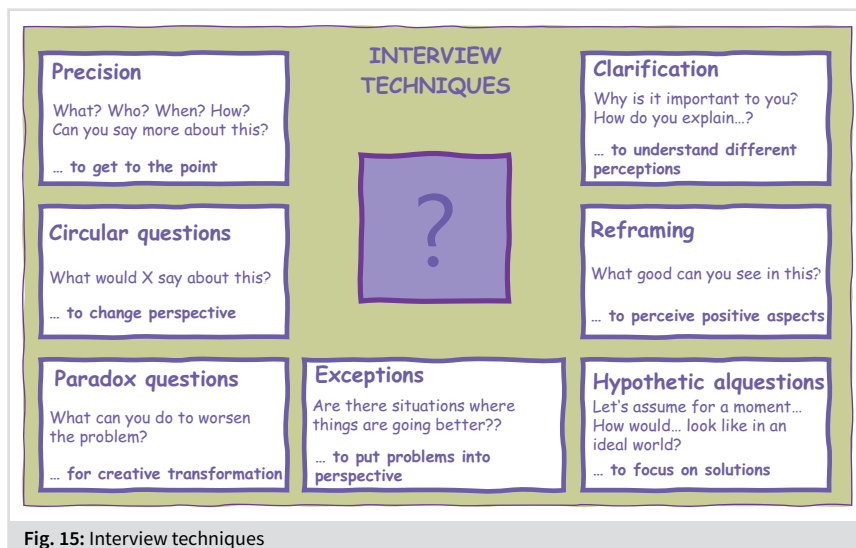 INTERVIEW
TECHNIQUES
Precision
What? Who? When? How?
Can you say more about this?
... to get to the point
Clarification
Why is it important to you?
How do you explain...?
... to understand different
perceptions
?
Circular questions
What would X say about this?
... to change perspective
Reframing
What good can you see in this?
... to perceive positive aspects
Paradox questions
What can you do to worsen
the problem?
... for creative transformation
Exceptions
Are there situations where
things are going better??
... to put problems into
perspective
Hypothetic alquestions
Let's assume for a moment...
How would... look like in an
ideal world?
... to focus on solutions
Fig. 15: Interview techniques